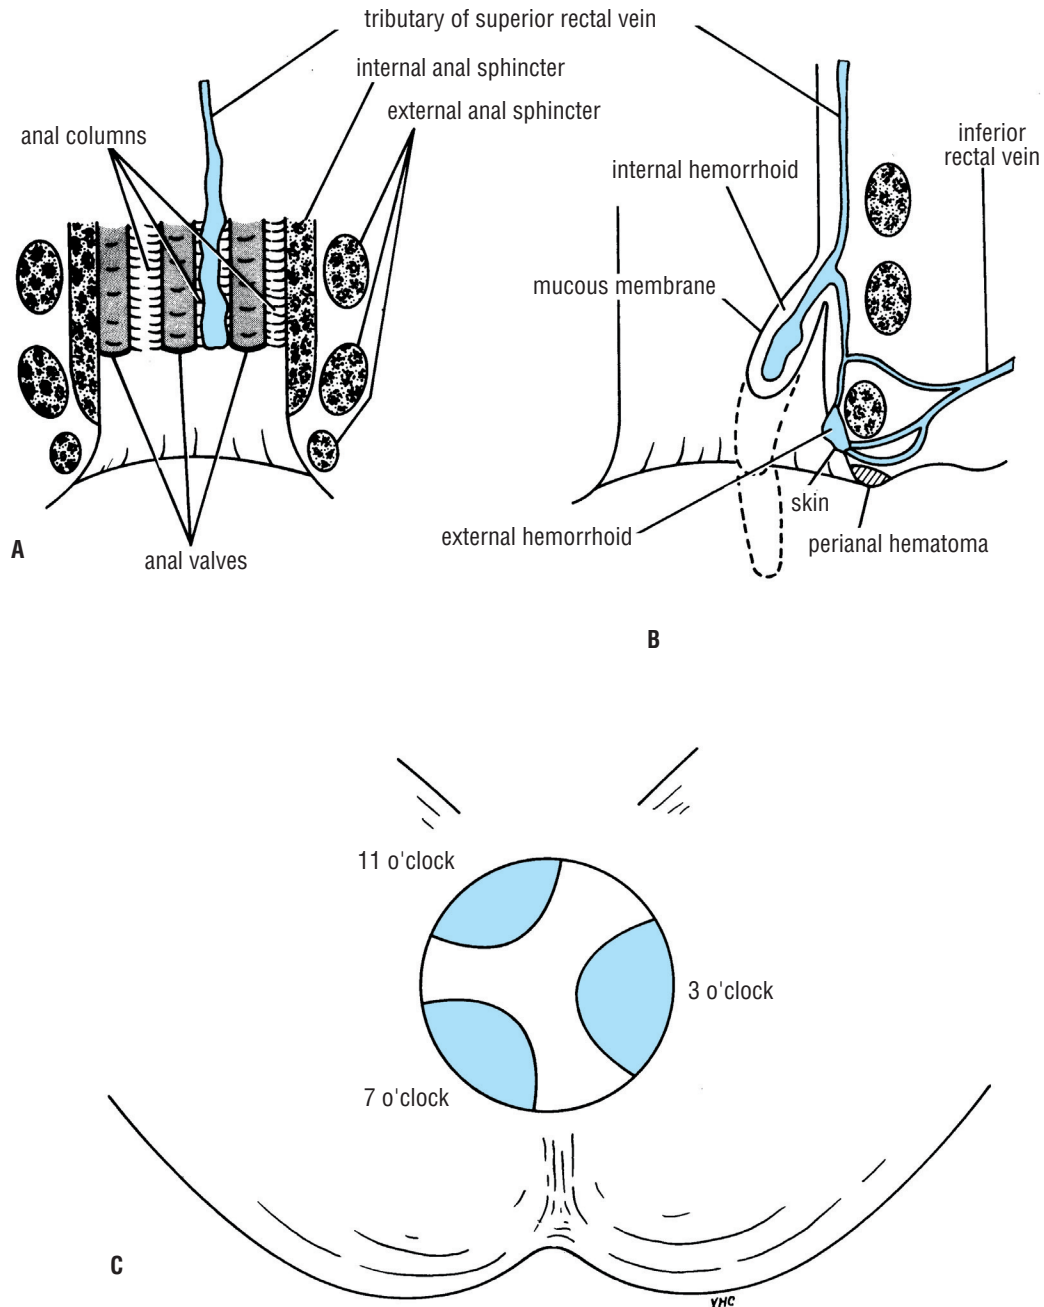 tributary of superior rectal vein
internal anal sphincter
external anal sphincter
anal columns
anal valves
A
inferior
rectal vein
internal hemorrhoid
mucous membrane
skin
external hemorrhoid
perianal hematoma
B
11 o'clock
3 o'clock
7 o'clock
C